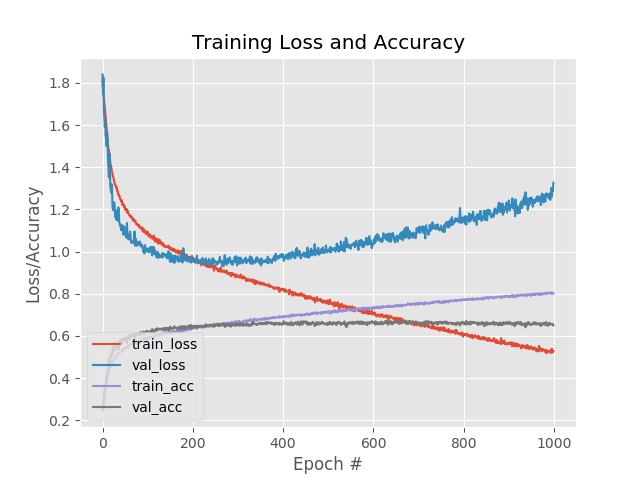 Training Loss and Accuracy
1.8
1.6
1.4
1.2
1.0
0.8
0.6
0.4
0.2
Loss/Accuracy
train_loss
val_loss
train_acc
val_acc
0 200 400 600 800 1000
Epoch #